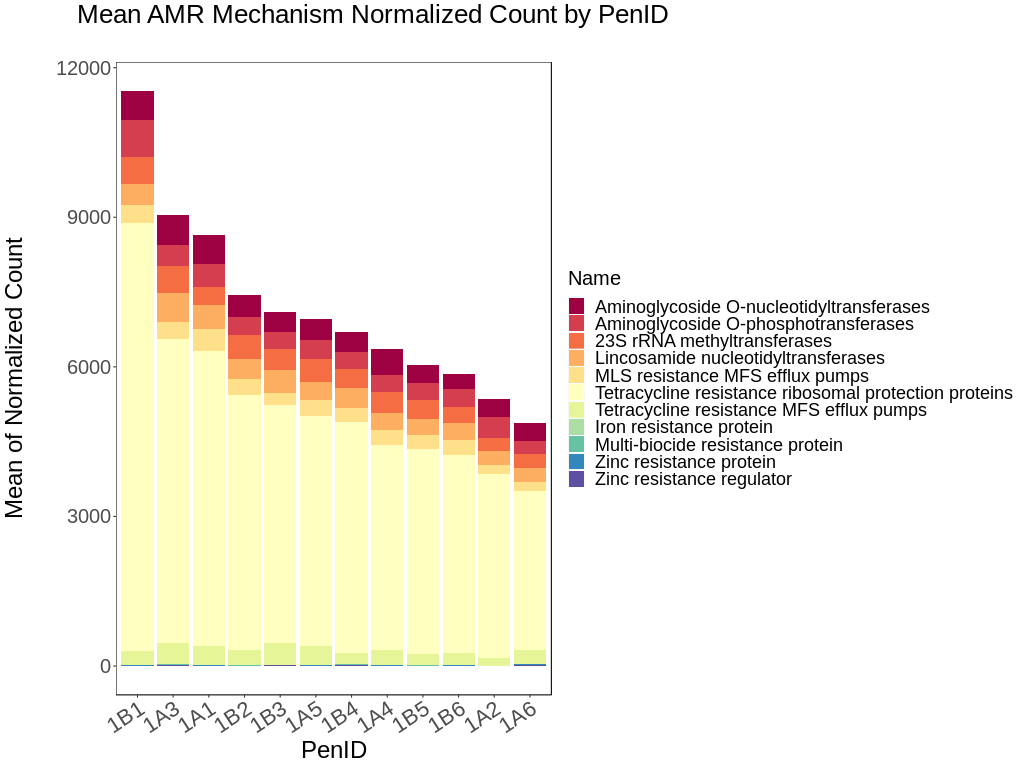 Mean AMR Mechanism Normalized Count by PenID
12000
9000
6000
3000
0
Mean of Normalized Count
1B1 1A3 1A1 1B2 1B3 1A5 1B4 1A4 1B5 1B6 1A2 1A6
PenID
Name
Aminoglycoside O-nucleotidyltransferases
Aminoglycoside O-phosphotransferases
23S rRNA methyltransferases
Lincosamide nucleotidyltransferases
MLS resistance MFS efflux pumps
Tetracycline resistance ribosomal protection proteins
Tetracycline resistance MFS efflux pumps
Iron resistance protein
Multi-biocide resistance protein
Zinc resistance protein
Zinc resistance regulator